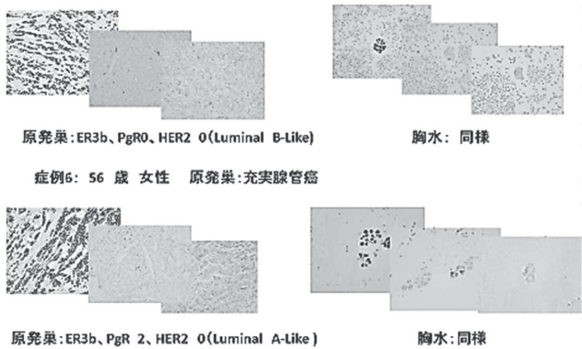 原発巣:ER3b、PgR0、HER2 0(Luminal B-Like)
胸水: 同様
症例6: 56 歳 女性 原発巣:充実腺管癌
原発巣:ER3b、PgR 2、HER2 0(Luminal A-Like)
胸水:同様